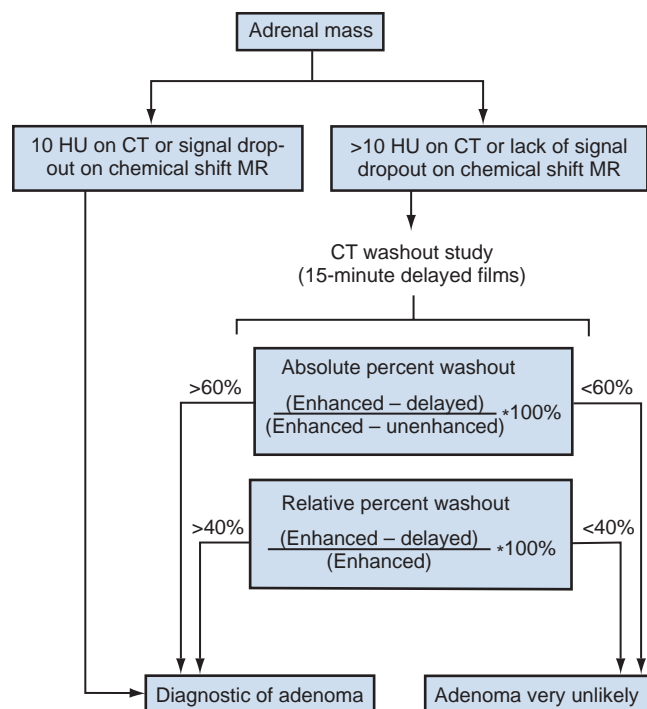 Adrenal mass
10 HU on CT or signal drop-
out on chemical shift MR
>10 HU on CT or lack of signal
dropout on chemical shift MR
CT washout study
(15-minute delayed films)
>60%
Absolute percent washout
(Enhanced – delayed)
(Enhanced – unenhanced)
*100%
<60%
>40%
Relative percent washout
(Enhanced – delayed)
(Enhanced)
*100%
<40%
Diagnostic of adenoma
Adenoma very unlikely